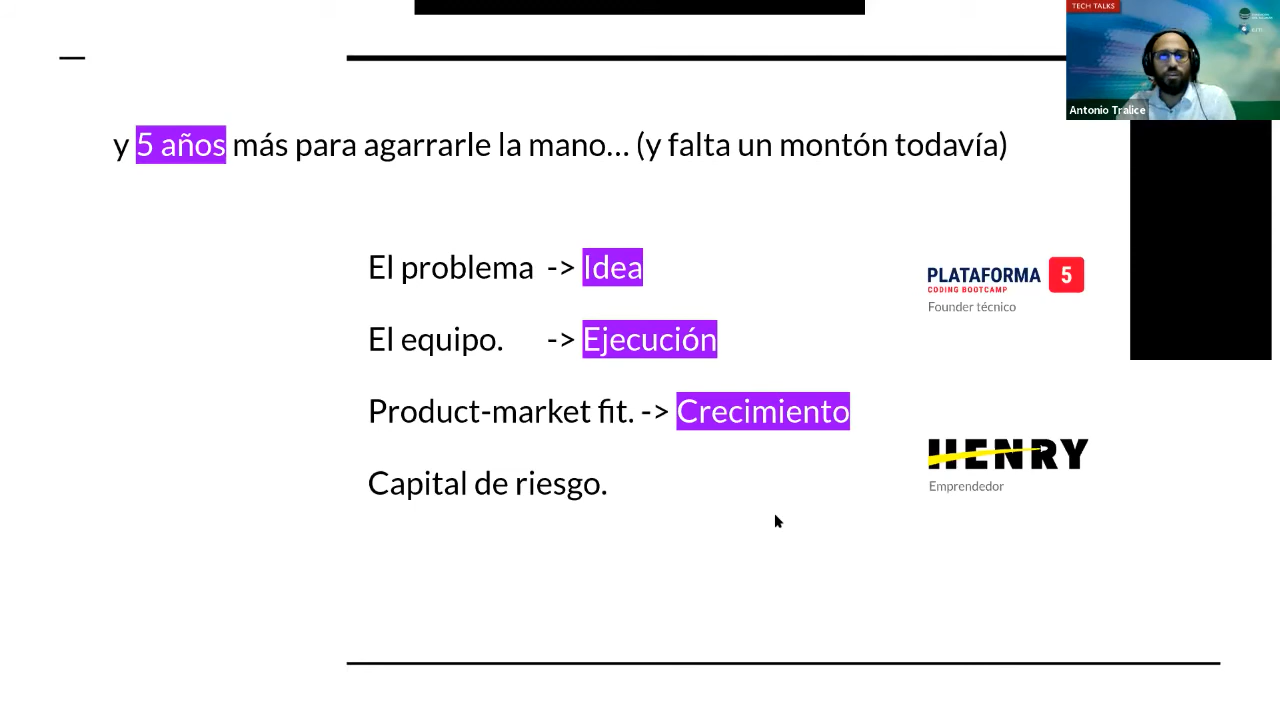 TECH TALKS
Antonio Tralice
y 5 años más para agarrarle la mano... (y falta un montón todavía)
El problema -> Idea
El equipo. -> Ejecución
Product-market fit. -> Crecimiento
Capital de riesgo.
PLATAFORMA 5
CODING BOOTCAMP
Founder técnico
HENRY
Emprendedor